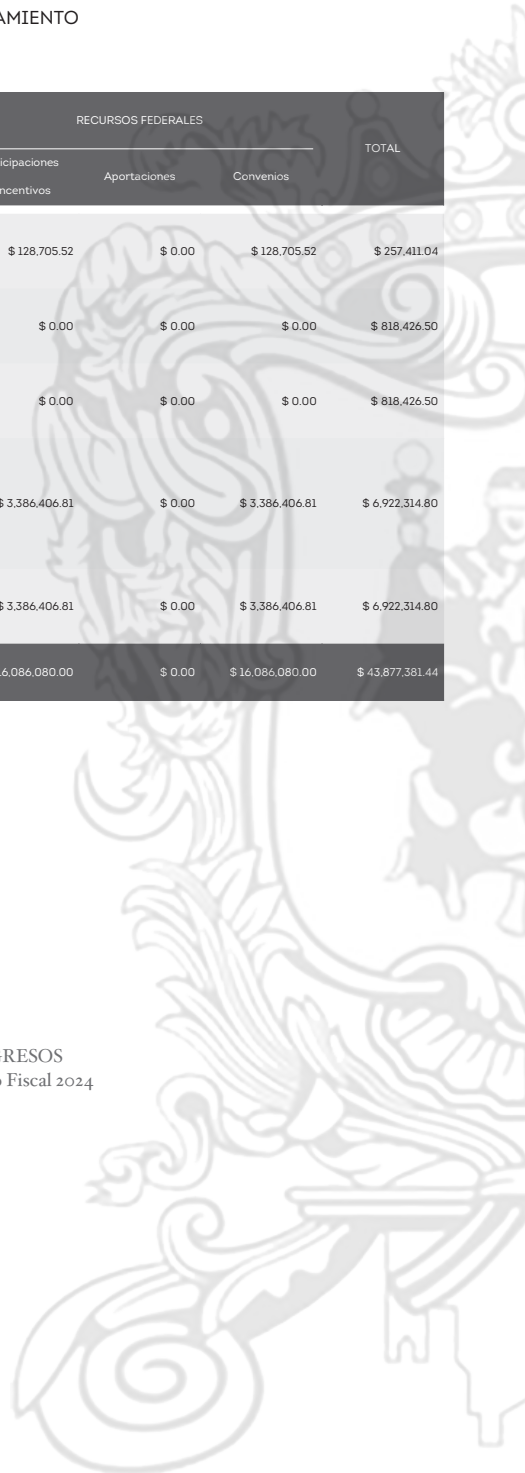 AMIENTO
RECURSOS FEDERALES
TOTAL
icipaciones
ncentivos
Aportaciones
Convenios
$ 128,705.52 $ 0.00 $ 128,705.52 $ 257,411.04
$ 0.00 $ 0.00 $ 0.00 $ 818,426.50
$ 0.00 $ 0.00 $ 0.00 $ 818,426.50
$ 3,386,406.81 $ 0.00 $ 3,386,406.81 $ 6,922,314.80
$ 3,386,406.81 $ 0.00 $ 3,386,406.81 $ 6,922,314.80
16,086,080.00 $ 0.00 $ 16,086,080.00 $ 43,877,381.44
GRESOS
o Fiscal 2024